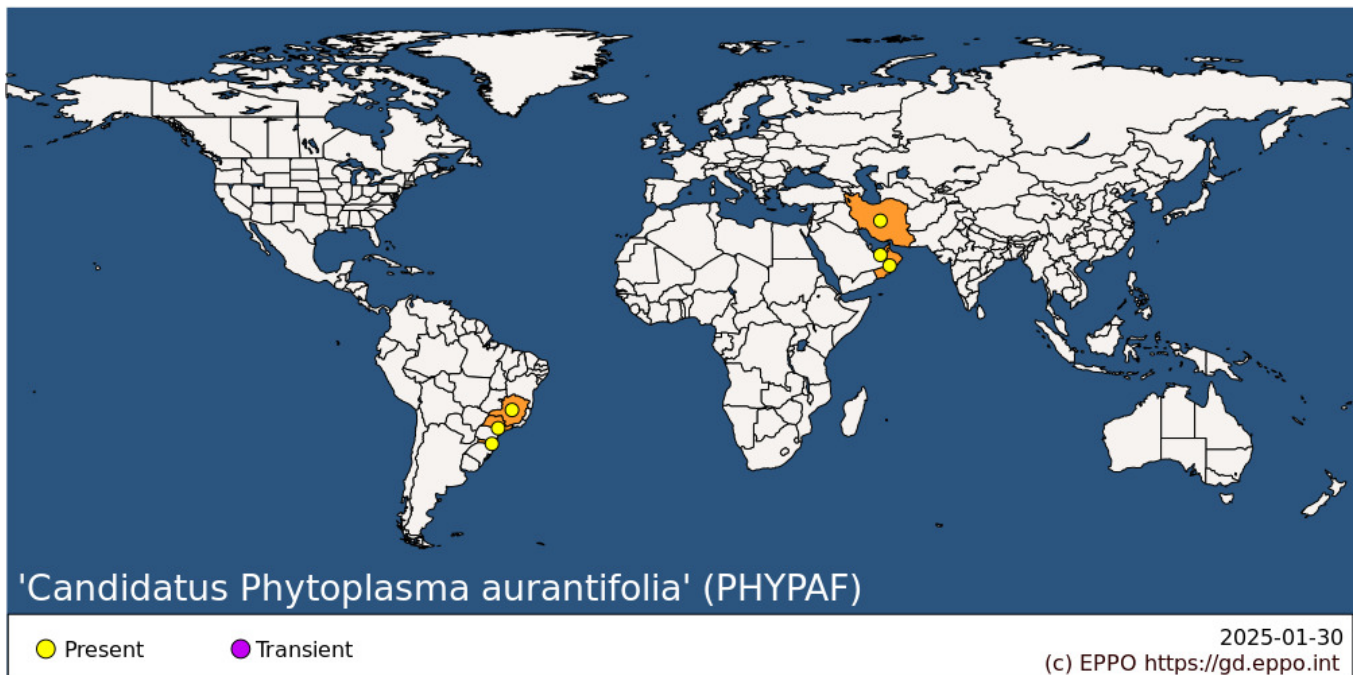 'Candidatus Phytoplasma aurantifolia' (PHYPAF)
Present
Transient
2025-01-30
(c) EPPO https://gd.eppo.int